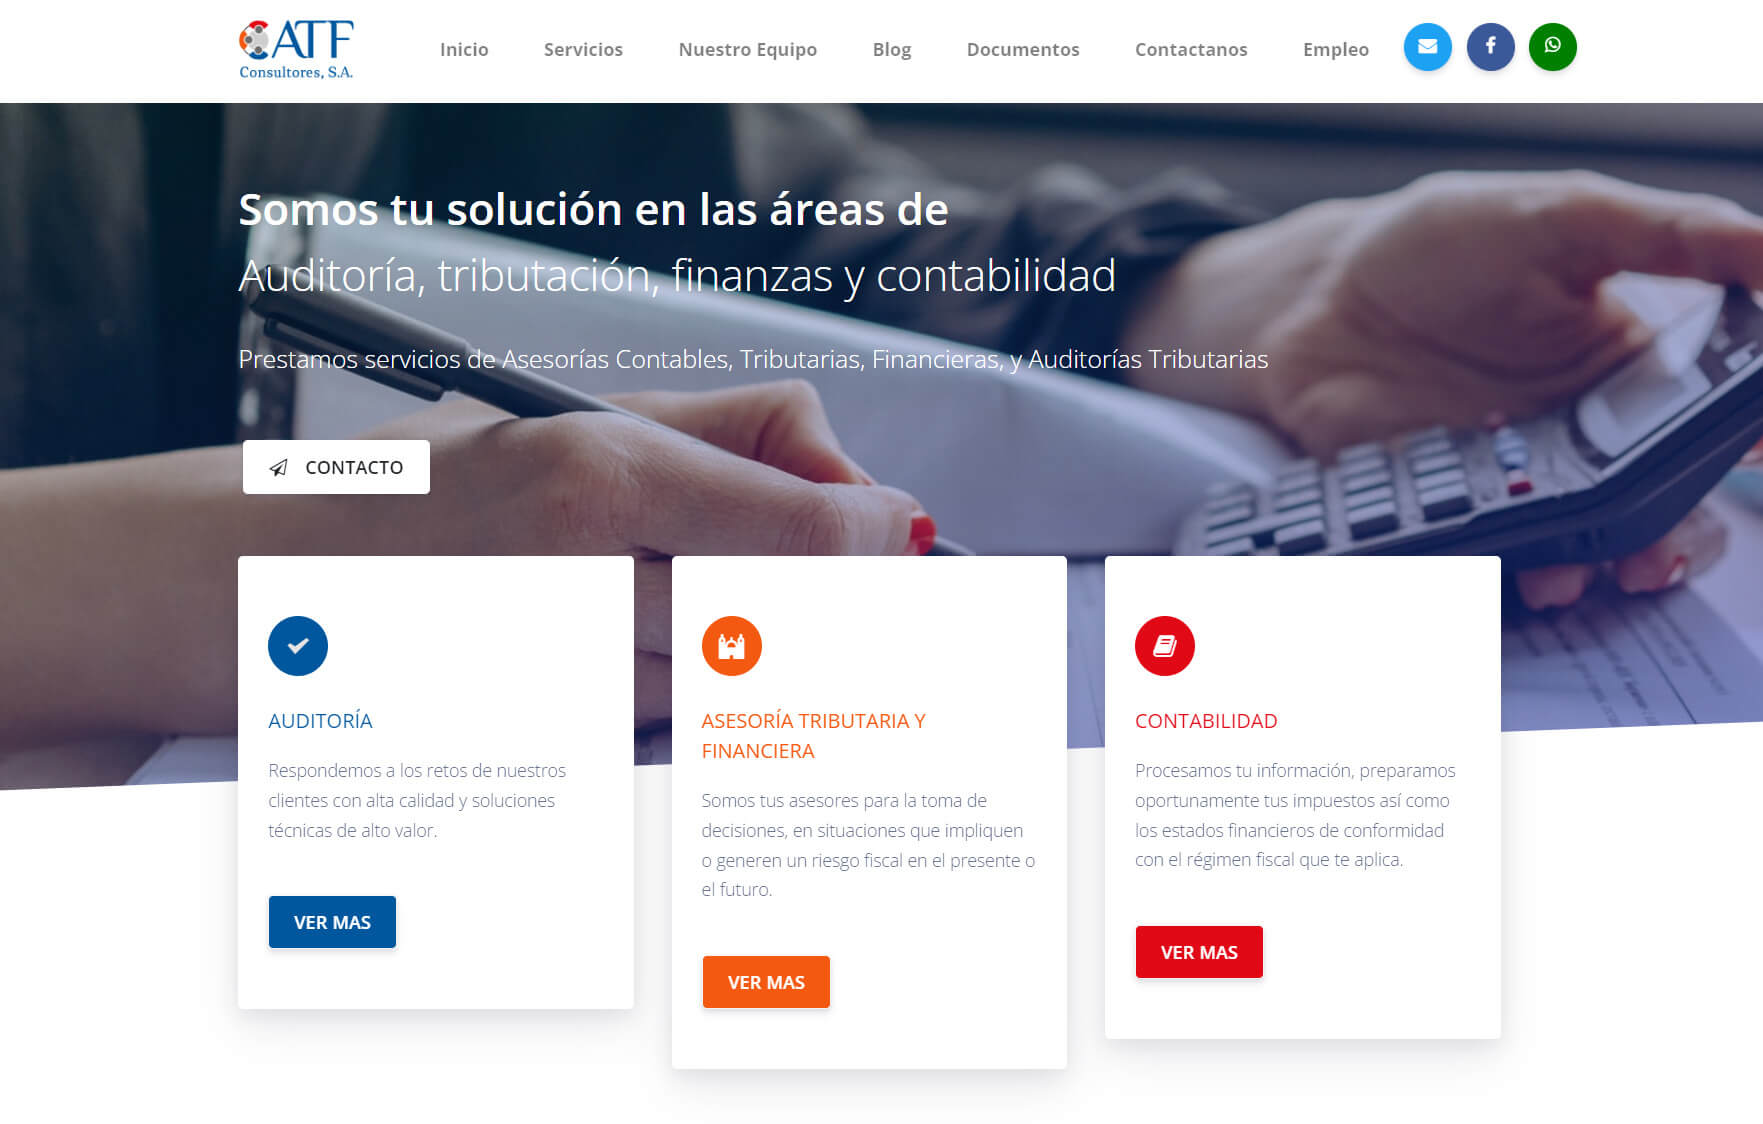 CATF
Consultores, S.A.
Inicio
Servicios
Nuestro Equipo
Blog
Documentos
Contactanos
Empleo
Somos tu solución en las áreas de
Auditoría, tributación, finanzas y contabilidad
Prestamos servicios de Asesorías Contables, Tributarias, Financieras, y Auditorías Tributarias
CONTACTO
AUDITORÍA
Respondemos a los retos de nuestros
clientes con alta calidad y soluciones
técnicas de alto valor.
VER MAS
ASESORÍA TRIBUTARIA Y
FINANCIERA
Somos tus asesores para la toma de
decisiones, en situaciones que impliquen
o generen un riesgo fiscal en el presente o
el futuro.
VER MAS
CONTABILIDAD
Procesamos tu información, preparamos
oportunamente tus impuestos así como
los estados financieros de conformidad
con el régimen fiscal que te aplica.
VER MAS